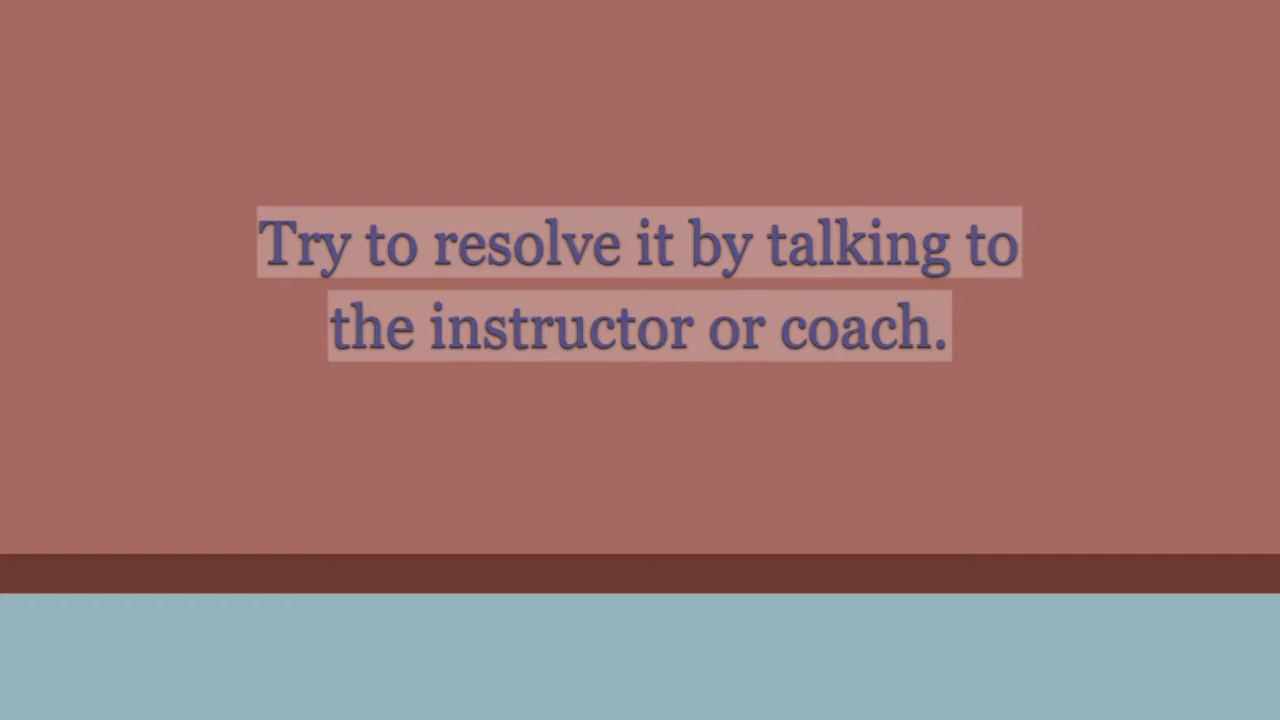 Try to resolve it by talking to
the instructor or coach.